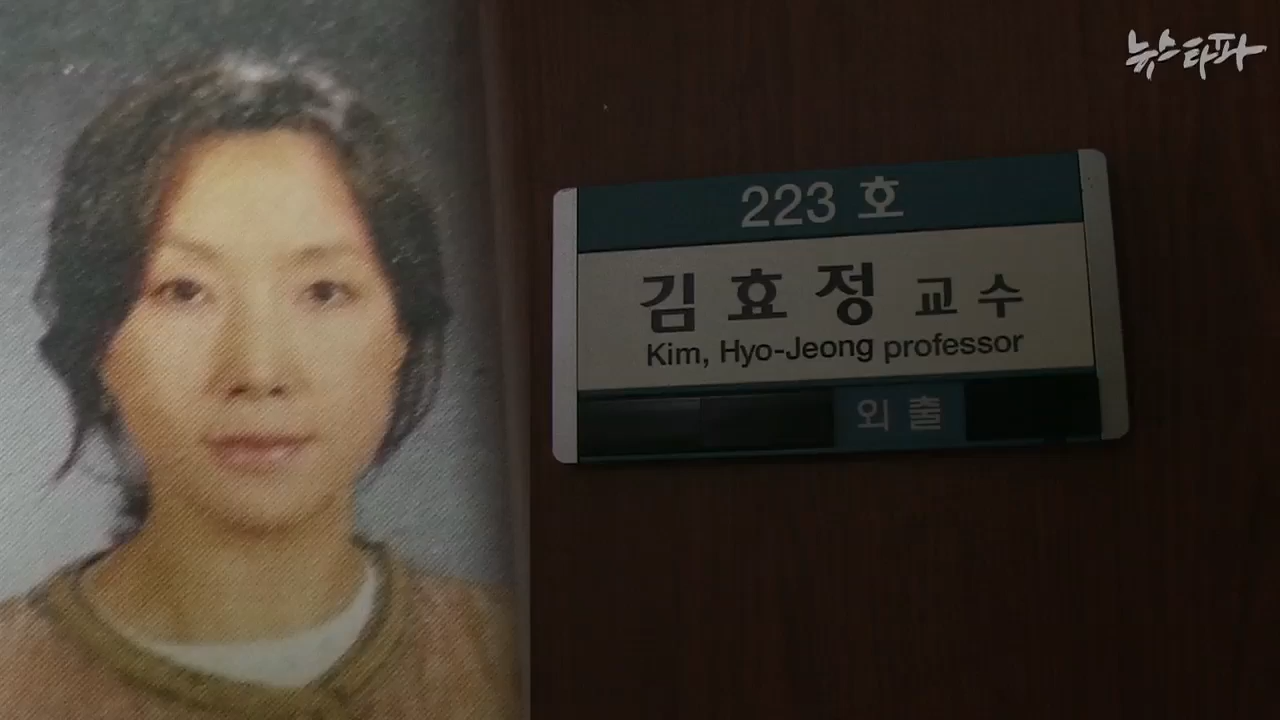 뉴스타파
223 호
김효정 교수
Kim, Hyo-Jeong professor
외출